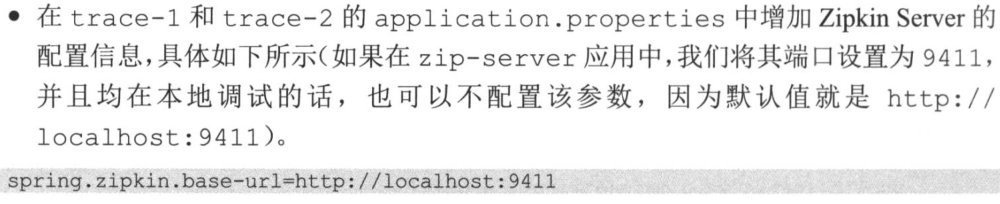 • 在 trace-1 和 trace-2 的 application.properties 中增加 Zipkin Server 的
配置信息,具体如下所示(如果在 zip-server 应用中,我们将其端口设置为 9411,
并且均在本地调试的话，也可以不配置该参数，因为默认值就是 http://
localhost:9411)。
spring.zipkin.base-url=http://localhost:9411